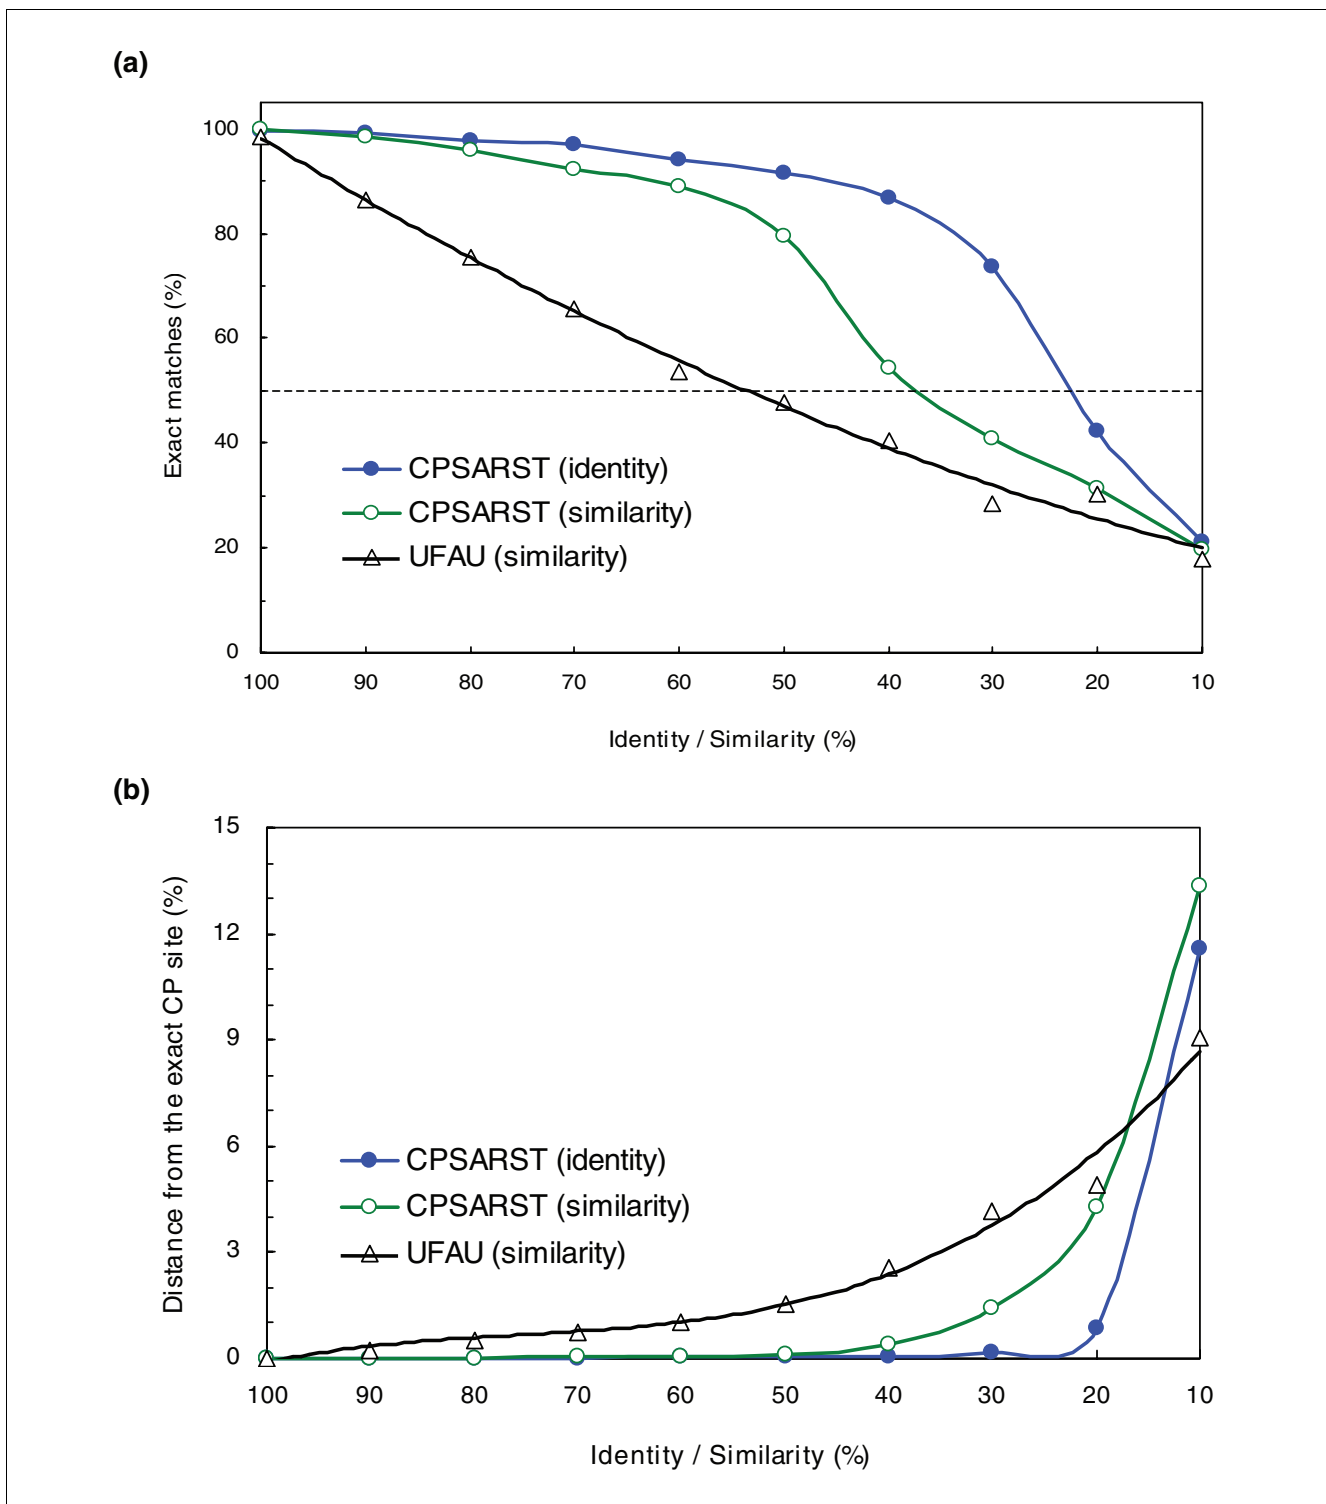 (a)
100
80
60
40
20
0
Exact matches (%)
CPSARST (identity)
CPSARST (similarity)
UFAU (similarity)
100 90 80 70 60 50 40 30 20 10
Identity / Similarity (%)
(b)
15
12
9
6
3
0
Distance from the exact CP site (%)
CPSARST (identity)
CPSARST (similarity)
UFAU (similarity)
100 90 80 70 60 50 40 30 20 10
Identity / Similarity (%)